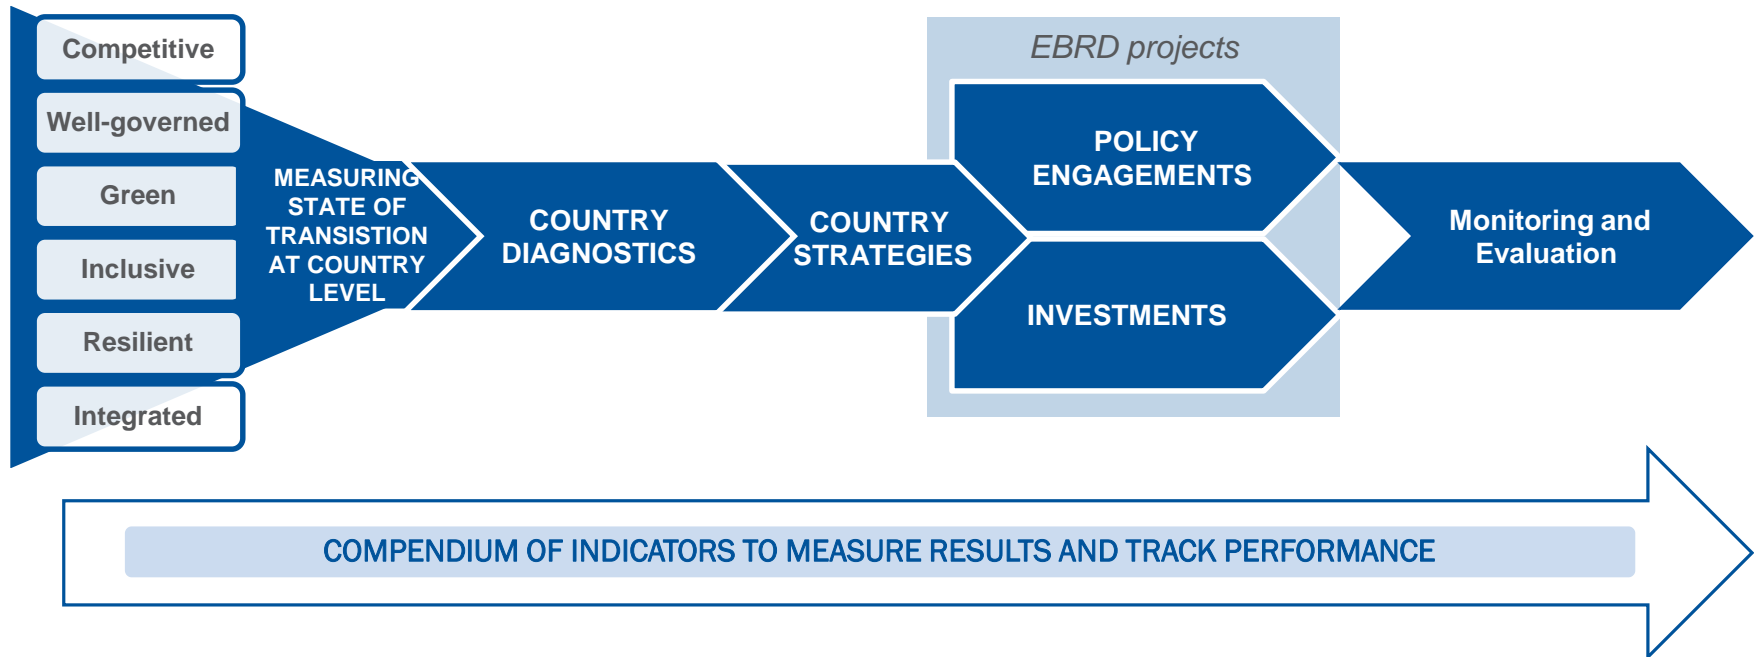 Competitive
Well-governed
Green
Inclusive
Resilient
Integrated
MEASURING
STATE OF
TRANSISTION
AT COUNTRY
LEVEL
COUNTRY
DIAGNOSTICS
COUNTRY
STRATEGIES
EBRD projects
POLICY
ENGAGEMENTS
INVESTMENTS
Monitoring and
Evaluation
COMPENDIUM OF INDICATORS TO MEASURE RESULTS AND TRACK PERFORMANCE